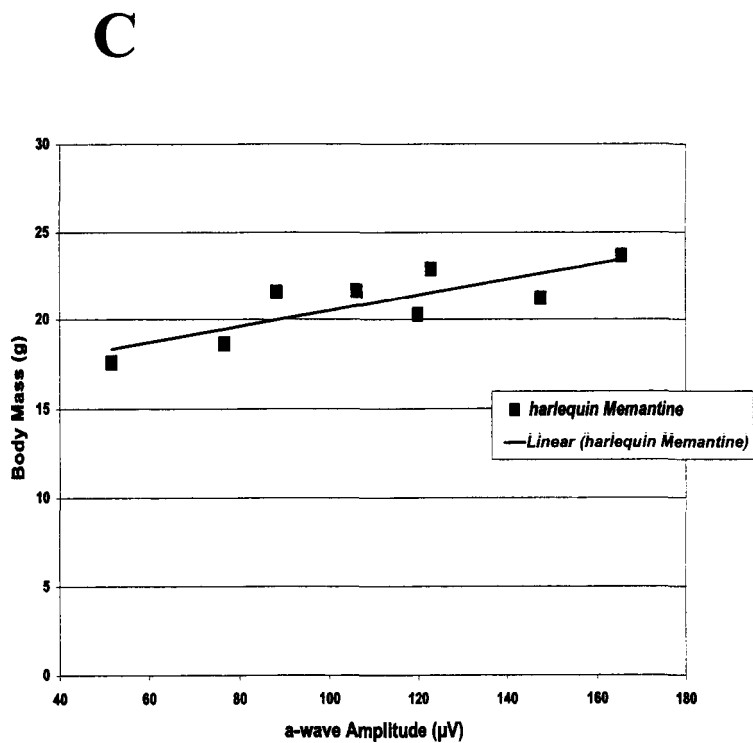 C
30
25
20
15
10
5
0
Body Mass (g)
harlequin Memantine
Linear (harlequin Memantine)
40 60 80 100 120 140 160 180
a-wave Amplitude (µV)